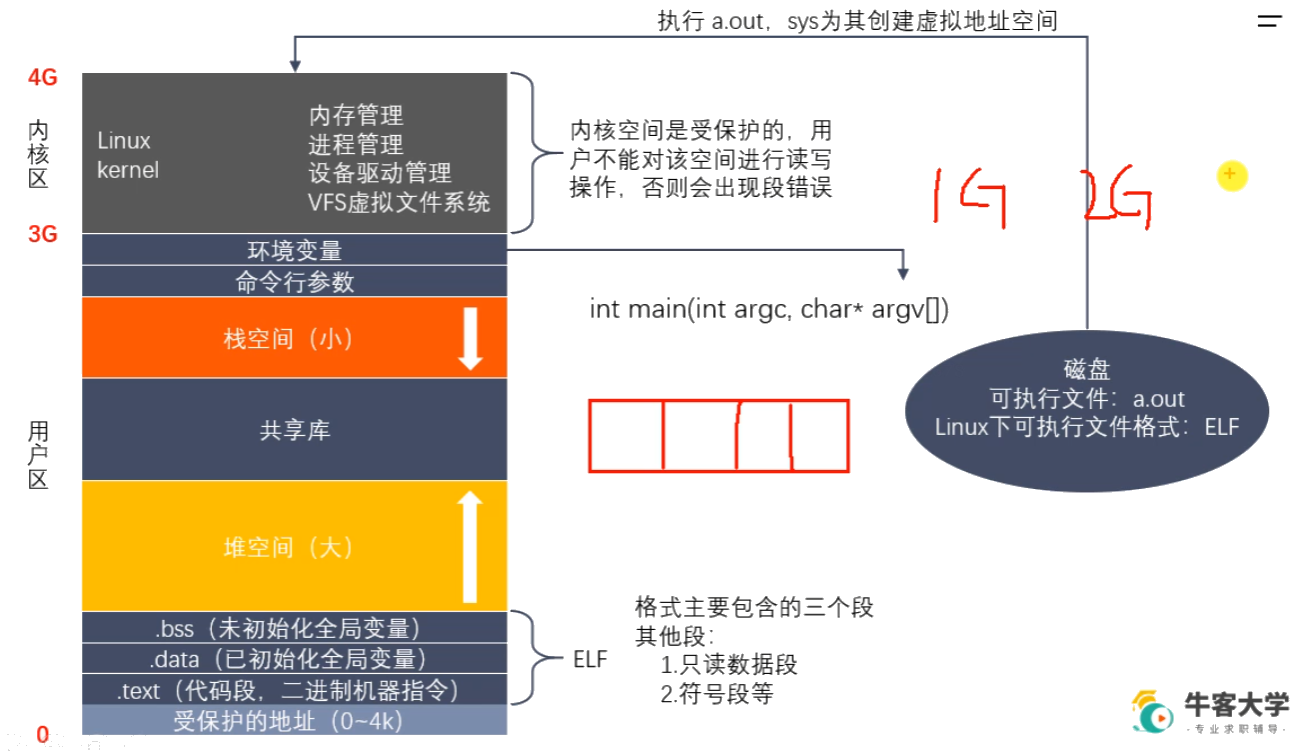 执行 a.out，sys为其创建虚拟地址空间
4G
内核区
Linux
kernel
内存管理
进程管理
设备驱动管理
VFS虚拟文件系统
内核空间是受保护的，用
户不能对该空间进行读写
操作，否则会出现段错误
1G 2G
3G
环境变量
命令行参数
int main(int argc, char* argv[])
栈空间（小）
磁盘
可执行文件：a.out
Linux下可执行文件格式：ELF
用户区
共享库
堆空间（大）
.bss（未初始化全局变量）
.data（已初始化全局变量）
.text（代码段，二进制机器指令）
受保护的地址（0~4k）
0
ELF
格式主要包含的三个段
其他段：
1.只读数据段
2.符号段等
牛客大学
·专业求职辅导·